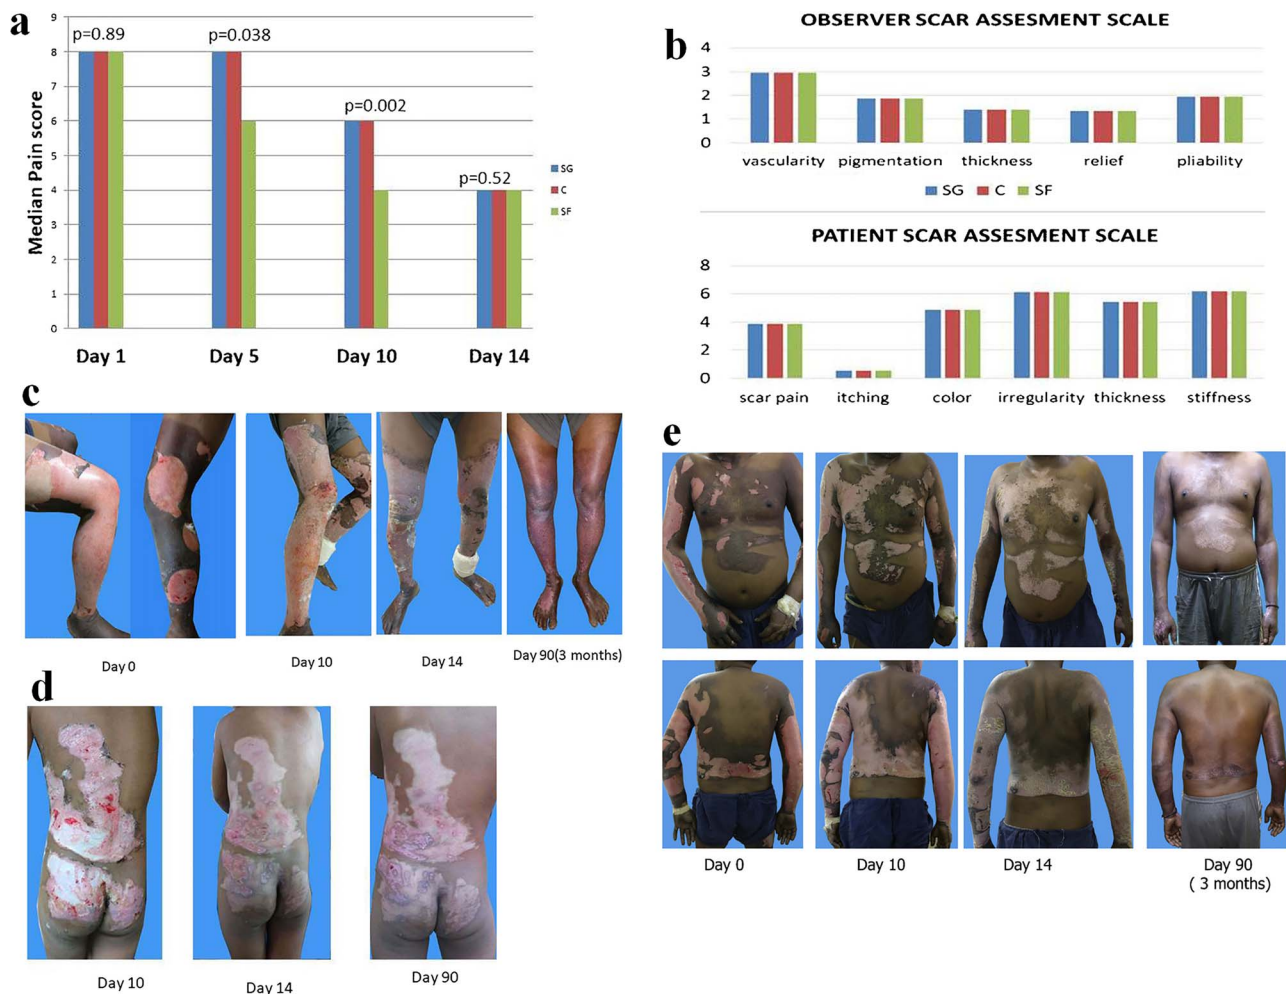 a
9
8
7
6
5
4
3
2
1
0
Median Pain score
p=0.89
p=0.038
p=0.002
p=0.52
Day 1
Day 5
Day 10
Day 14
SG
C
SF
b
OBSERVER SCAR ASSESMENT SCALE
4
3
2
1
0
vascularity pigmentation thickness relief pliability
SG C SF
PATIENT SCAR ASSESMENT SCALE
8
6
4
2
0
scar pain itching color irregularity thickness stiffness
c
Day 0
Day 10
Day 14
Day 90(3 months)
d
Day 10
Day 14
Day 90
e
Day 0
Day 10
Day 14
Day 90
( 3 months)